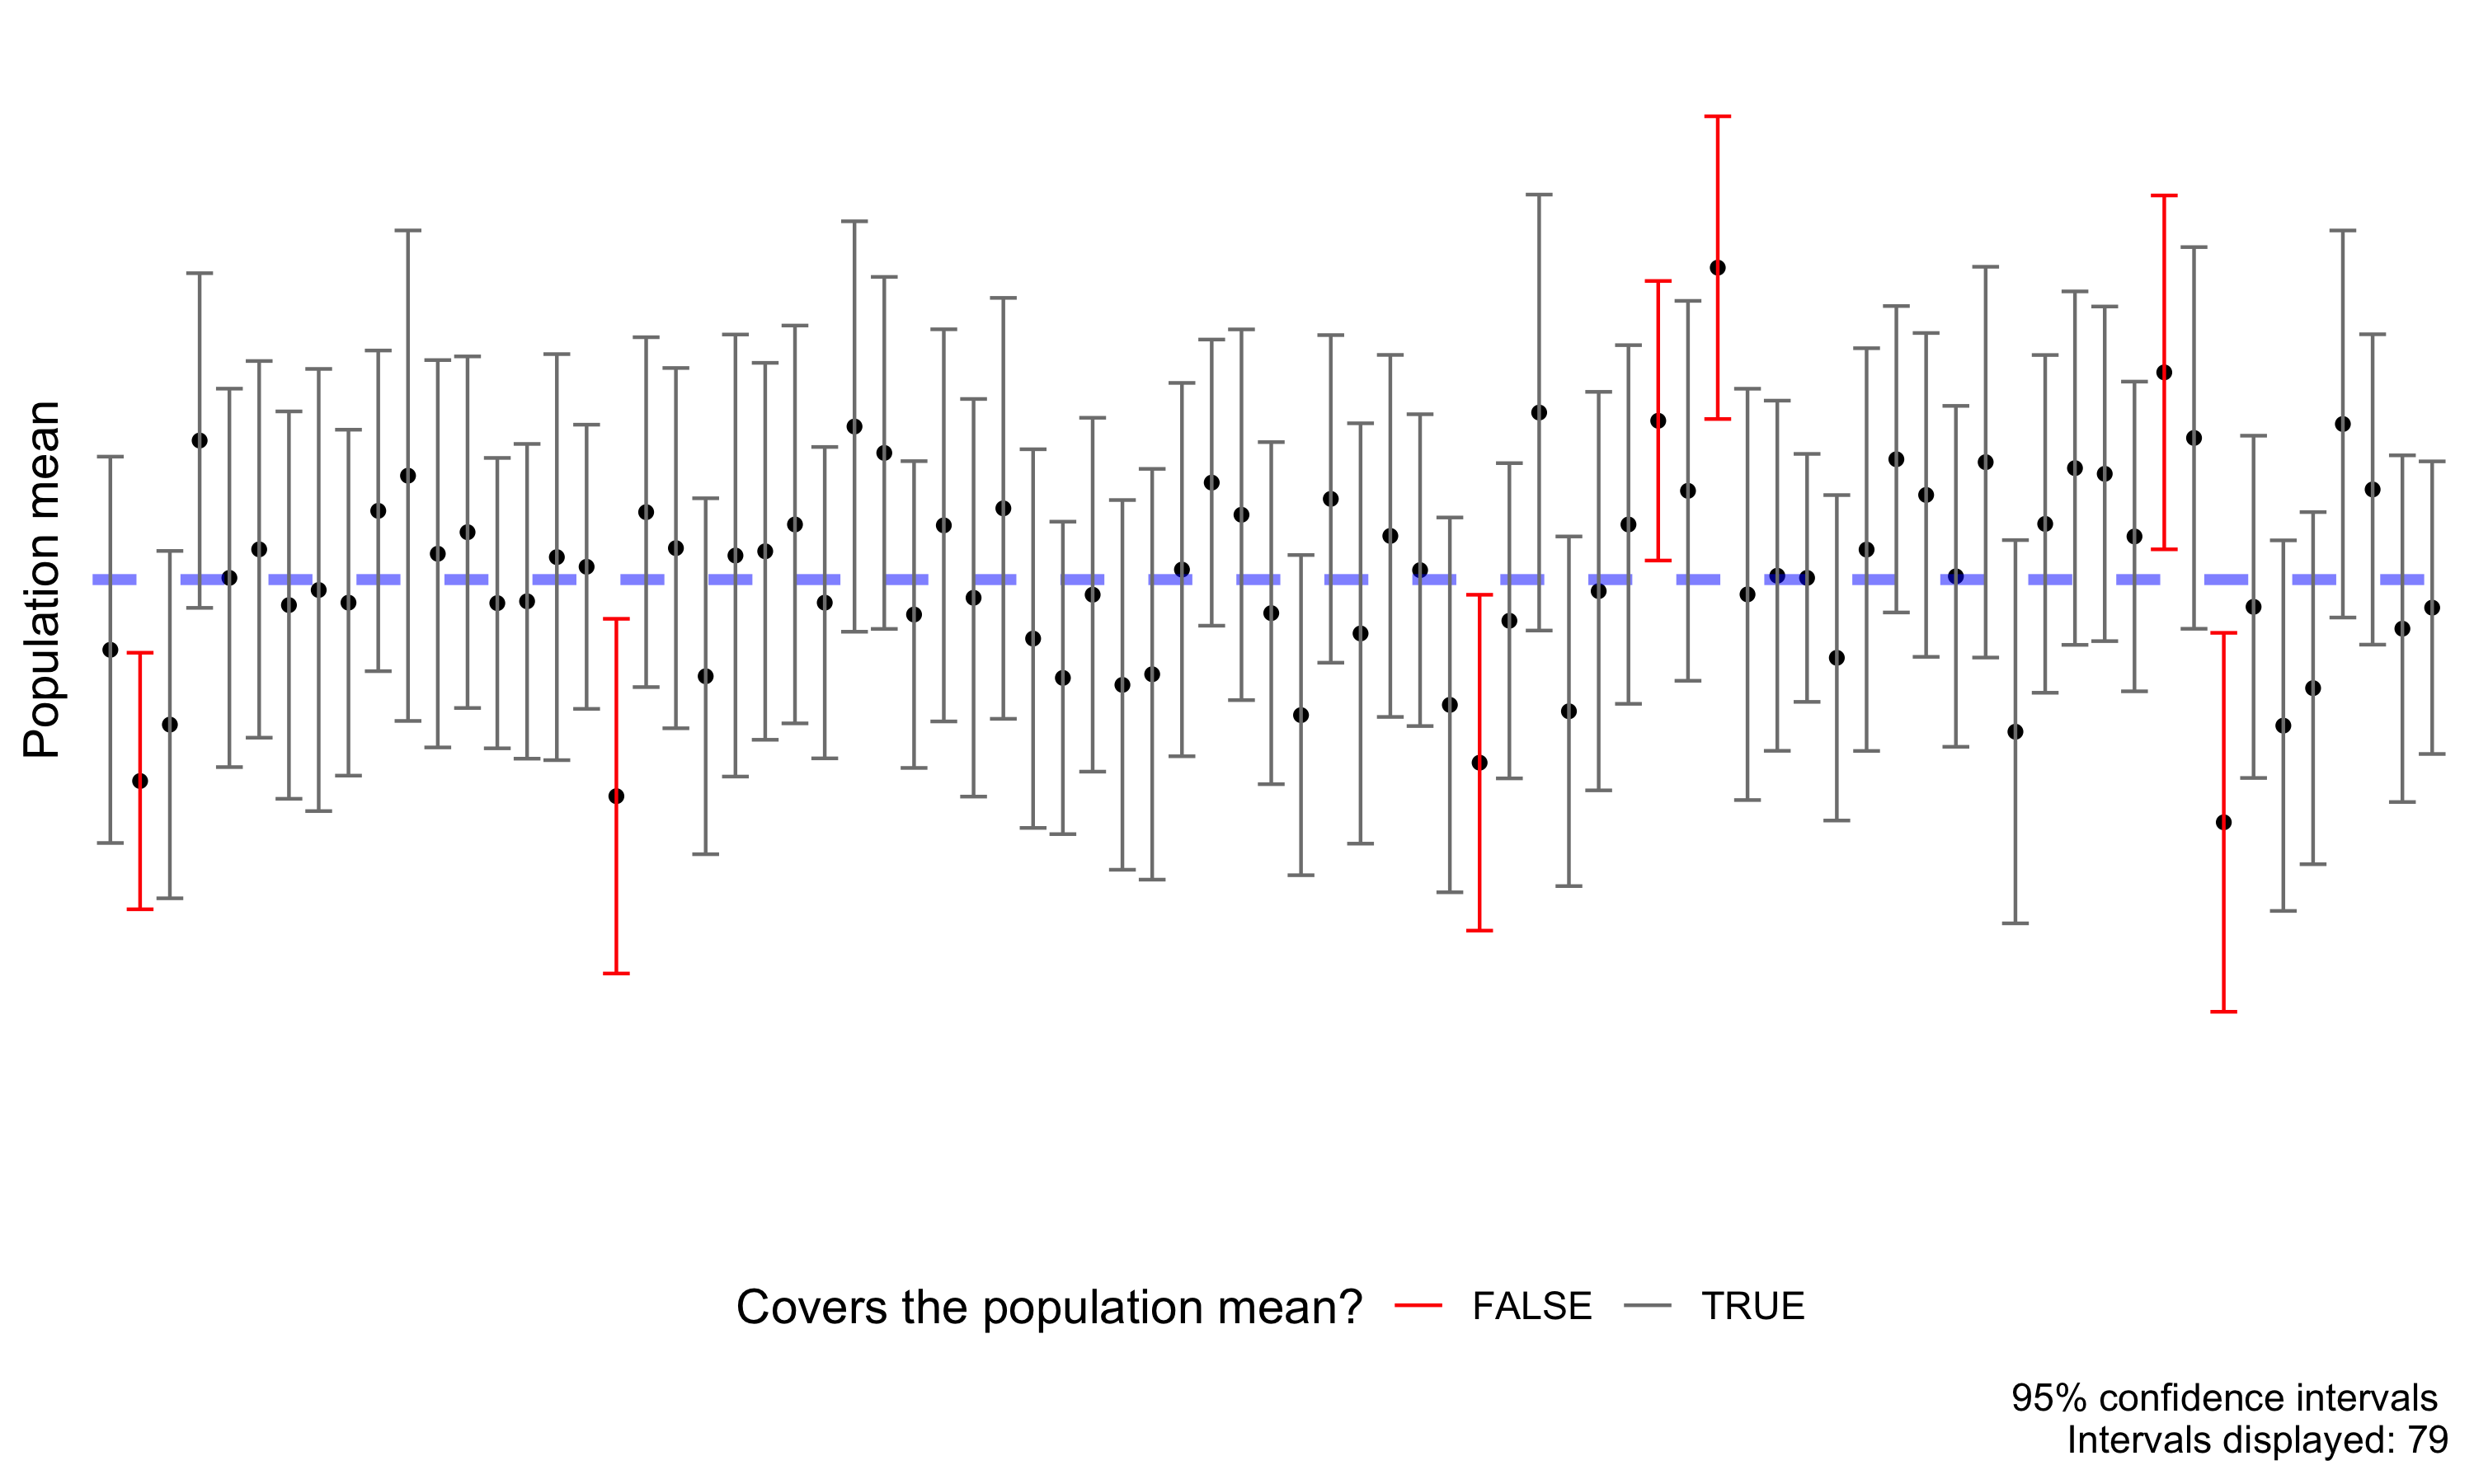 Population mean
Covers the population mean? FALSE TRUE
95% confidence intervals
Intervals displayed: 79